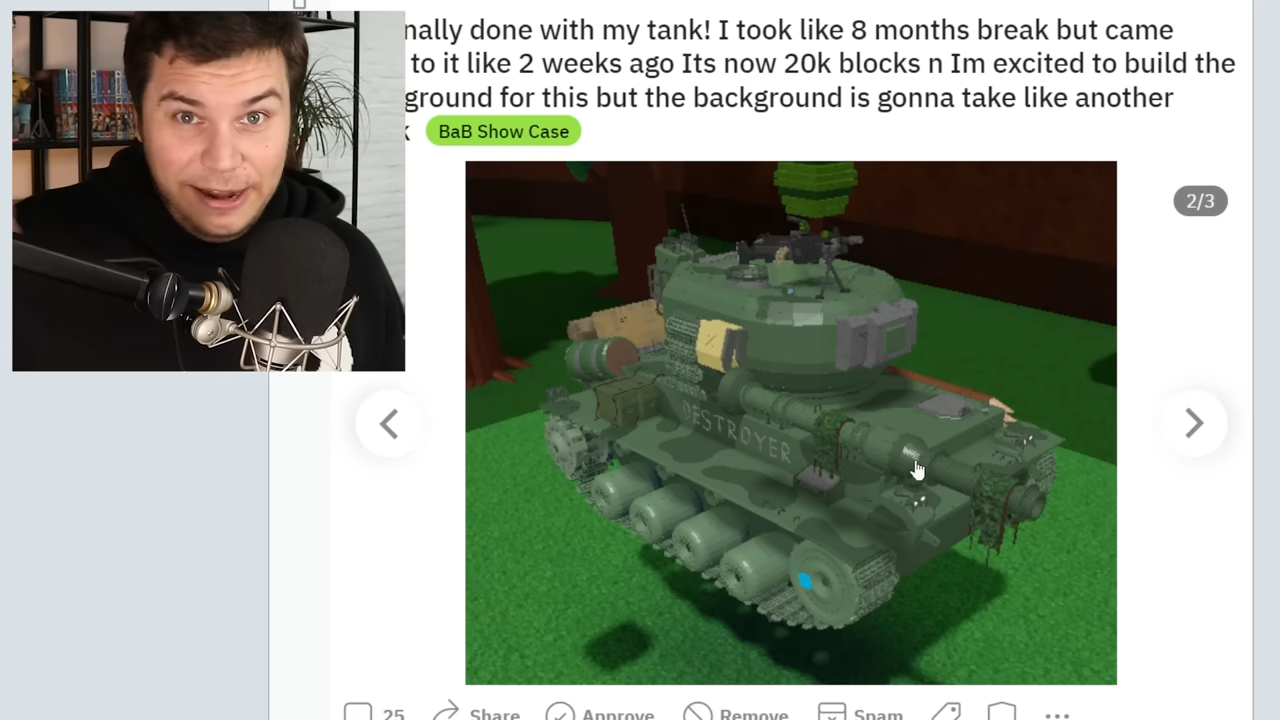 nally done with my tank! I took like 8 months break but came
to it like 2 weeks ago Its now 20k blocks n Im excited to build the
ground for this but the background is gonna take like another
k BaB Show Case
2/3
DESTROYER
25 Share Approve Remove Spam